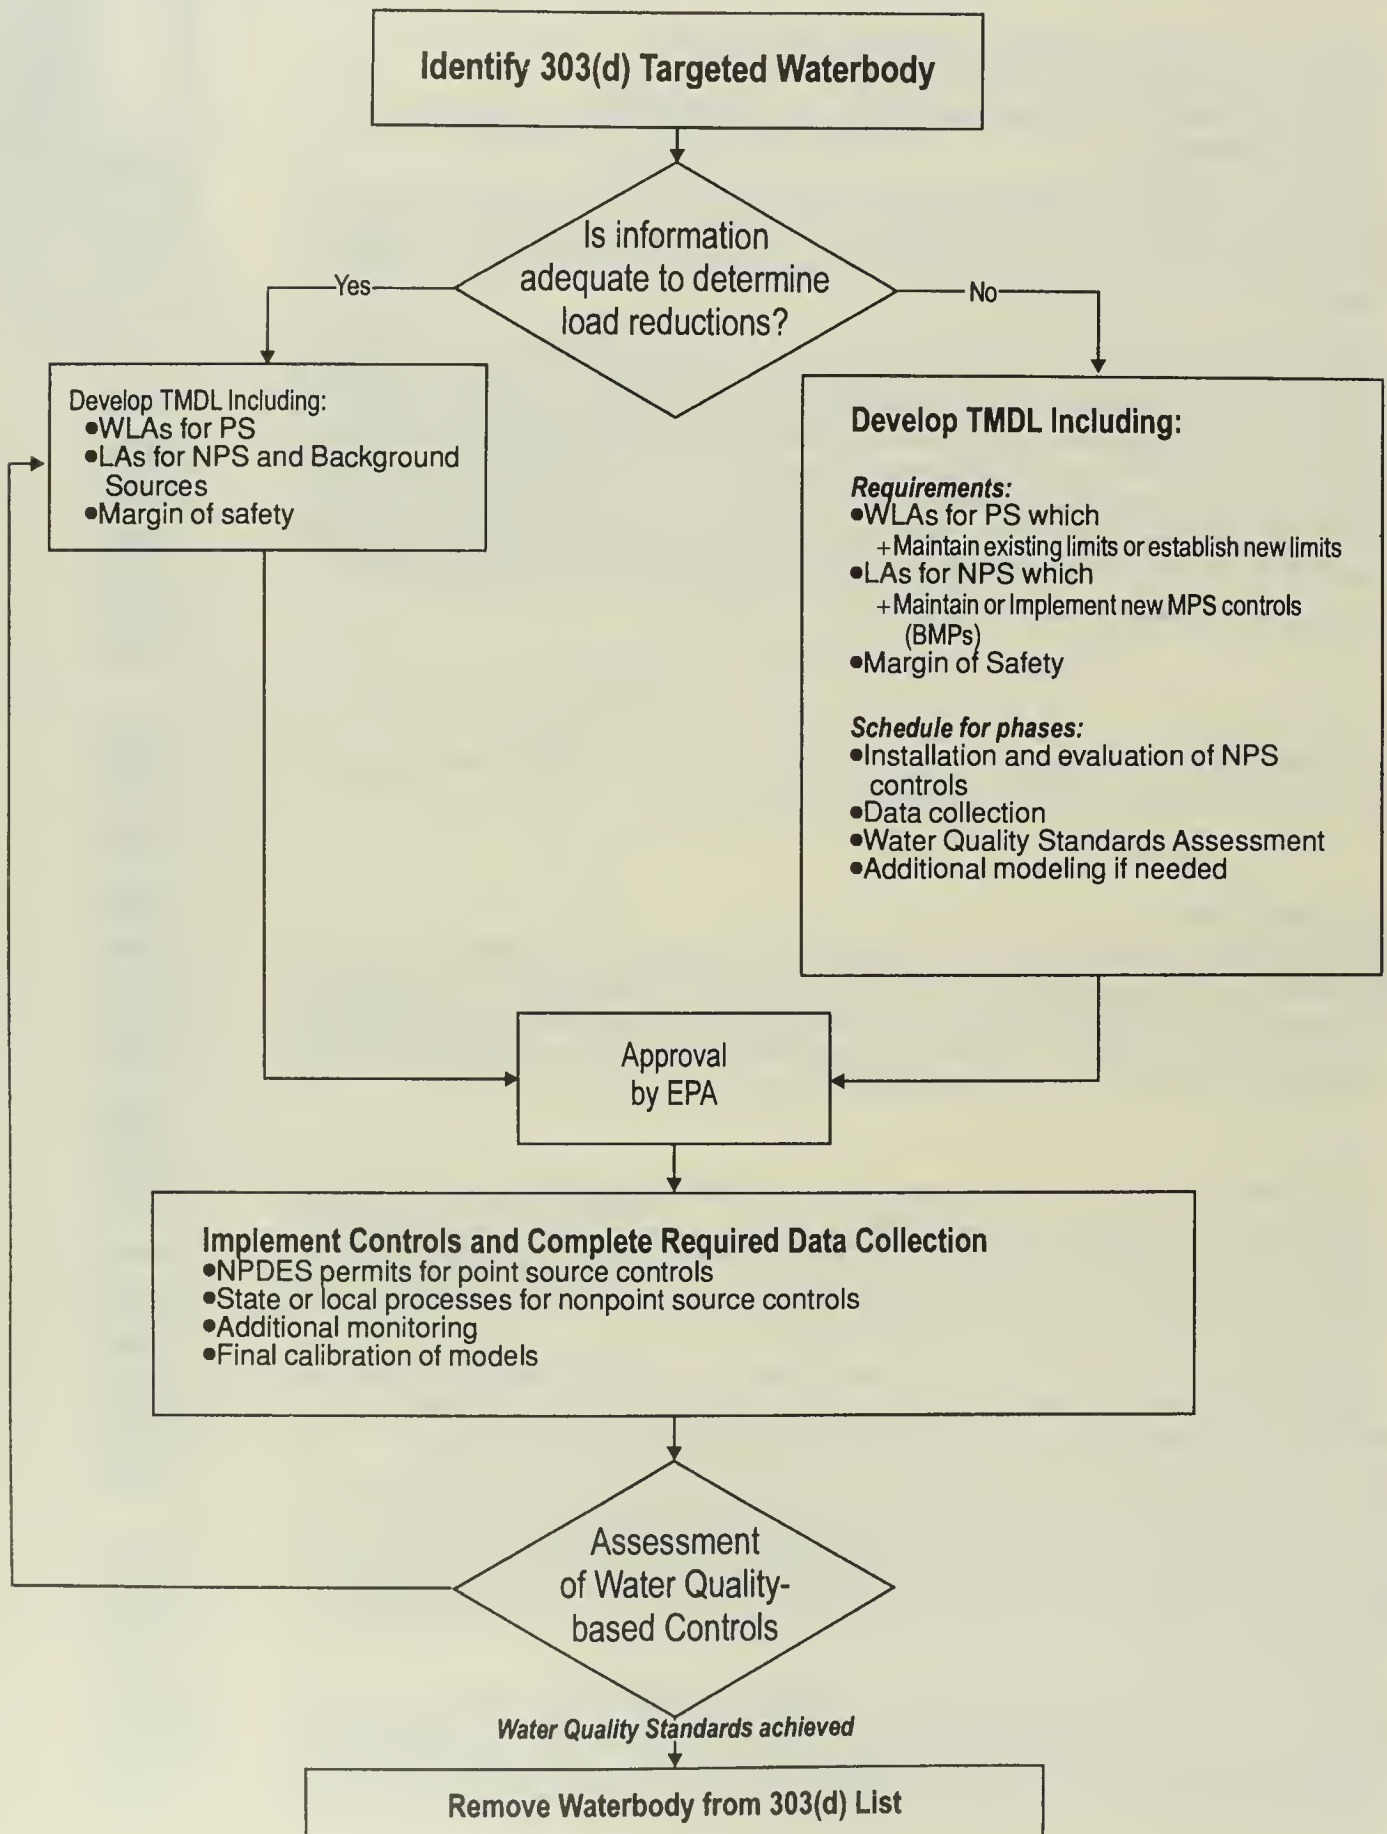 Identify 303(d) Targeted Waterbody
Is information
adequate to determine
load reductions?
Yes
No
Develop TMDL Including:
●WLAs for PS
●LAs for NPS and Background
Sources
●Margin of safety
Develop TMDL Including:
Requirements:
●WLAs for PS which
+Maintain existing limits or establish new limits
●LAs for NPS which
+Maintain or Implement new MPS controls
(BMPs)
●Margin of Safety
Schedule for phases:
●Installation and evaluation of NPS
controls
●Data collection
●Water Quality Standards Assessment
●Additional modeling if needed
Approval
by EPA
Implement Controls and Complete Required Data Collection
●NPDES permits for point source controls
●State or local processes for nonpoint source controls
●Additional monitoring
●Final calibration of models
Assessment
of Water Quality-
based Controls
Water Quality Standards achieved
Remove Waterbody from 303(d) List